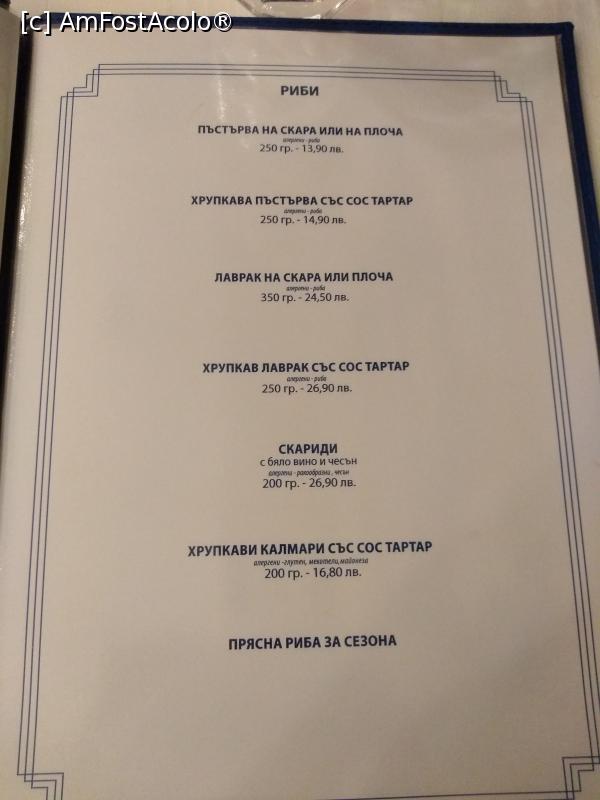 [c] AmFostAcolo®
РИБИ
ПЪСТЪРВА НА СКАРА ИЛИ НА ПЛОЧА
алергени - риба
250 гр. - 13,90 лв.
ХРУПКАВА ПЪСТЪРВА СЪС СОС ТАРТАР
алергени - риба
250 гр. - 14,90 лв.
ЛАВРАК НА СКАРА ИЛИ ПЛОЧА
алергени - риба
350 гр. - 24,50 лв.
ХРУПКАВ ЛАВРАК СЪС СОС ТАРТАР
алергени - риба
250 гр. - 26,90 лв.
СКАРИДИ
с бяло вино и чесън
алергени - ракообразни , чесън
200 гр. - 26,90 лв.
ХРУПКАВИ КАЛМАРИ СЪС СОС ТАРТАР
алергени -глутен, мекотели,майонеза
200 гр. - 16,80 лв.
ПРЯСНА РИБА ЗА СЕЗОНА